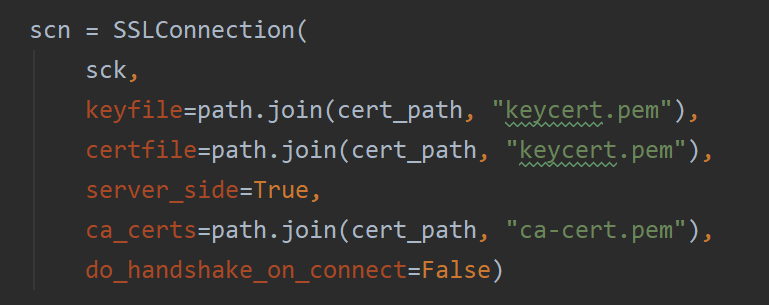 scn = SSLConnection(
    sck,
    keyfile=path.join(cert_path, "keycert.pem"),
    certfile=path.join(cert_path, "keycert.pem"),
    server_side=True,
    ca_certs=path.join(cert_path, "ca-cert.pem"),
    do_handshake_on_connect=False)